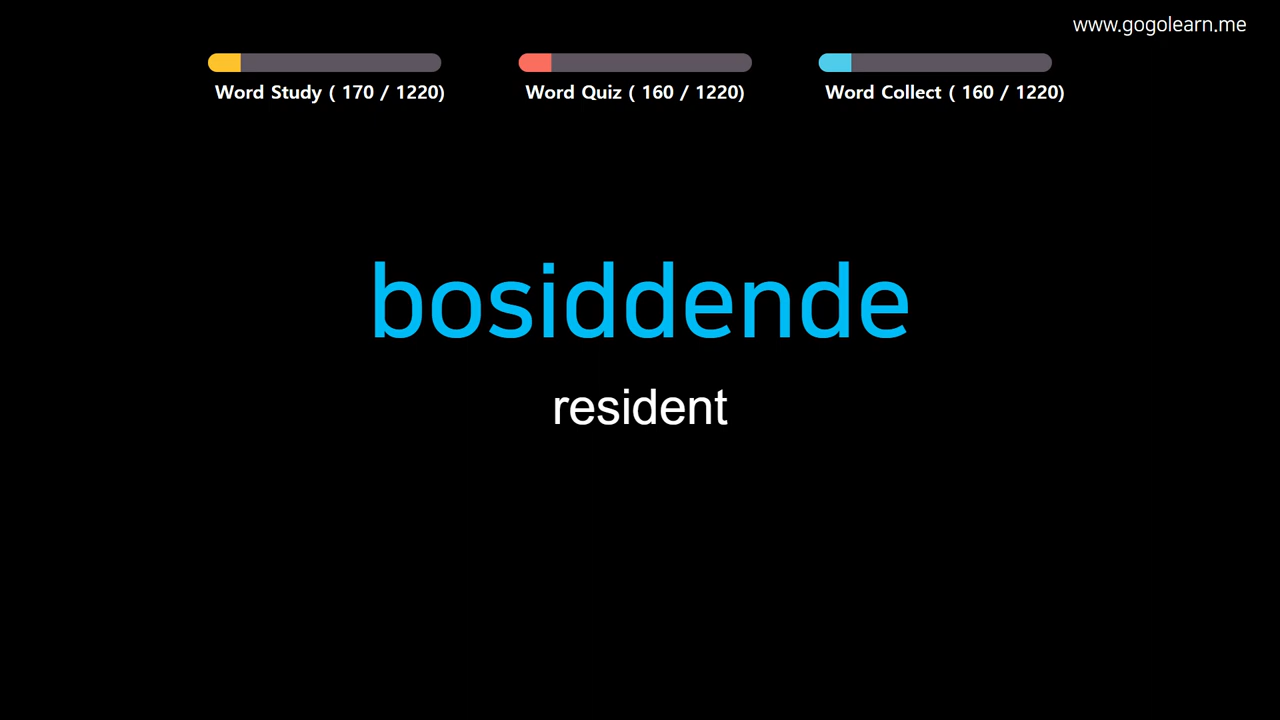 www.gogolearn.me
Word Study ( 170 / 1220)
Word Quiz ( 160 / 1220)
Word Collect ( 160 / 1220)
bosiddende
resident